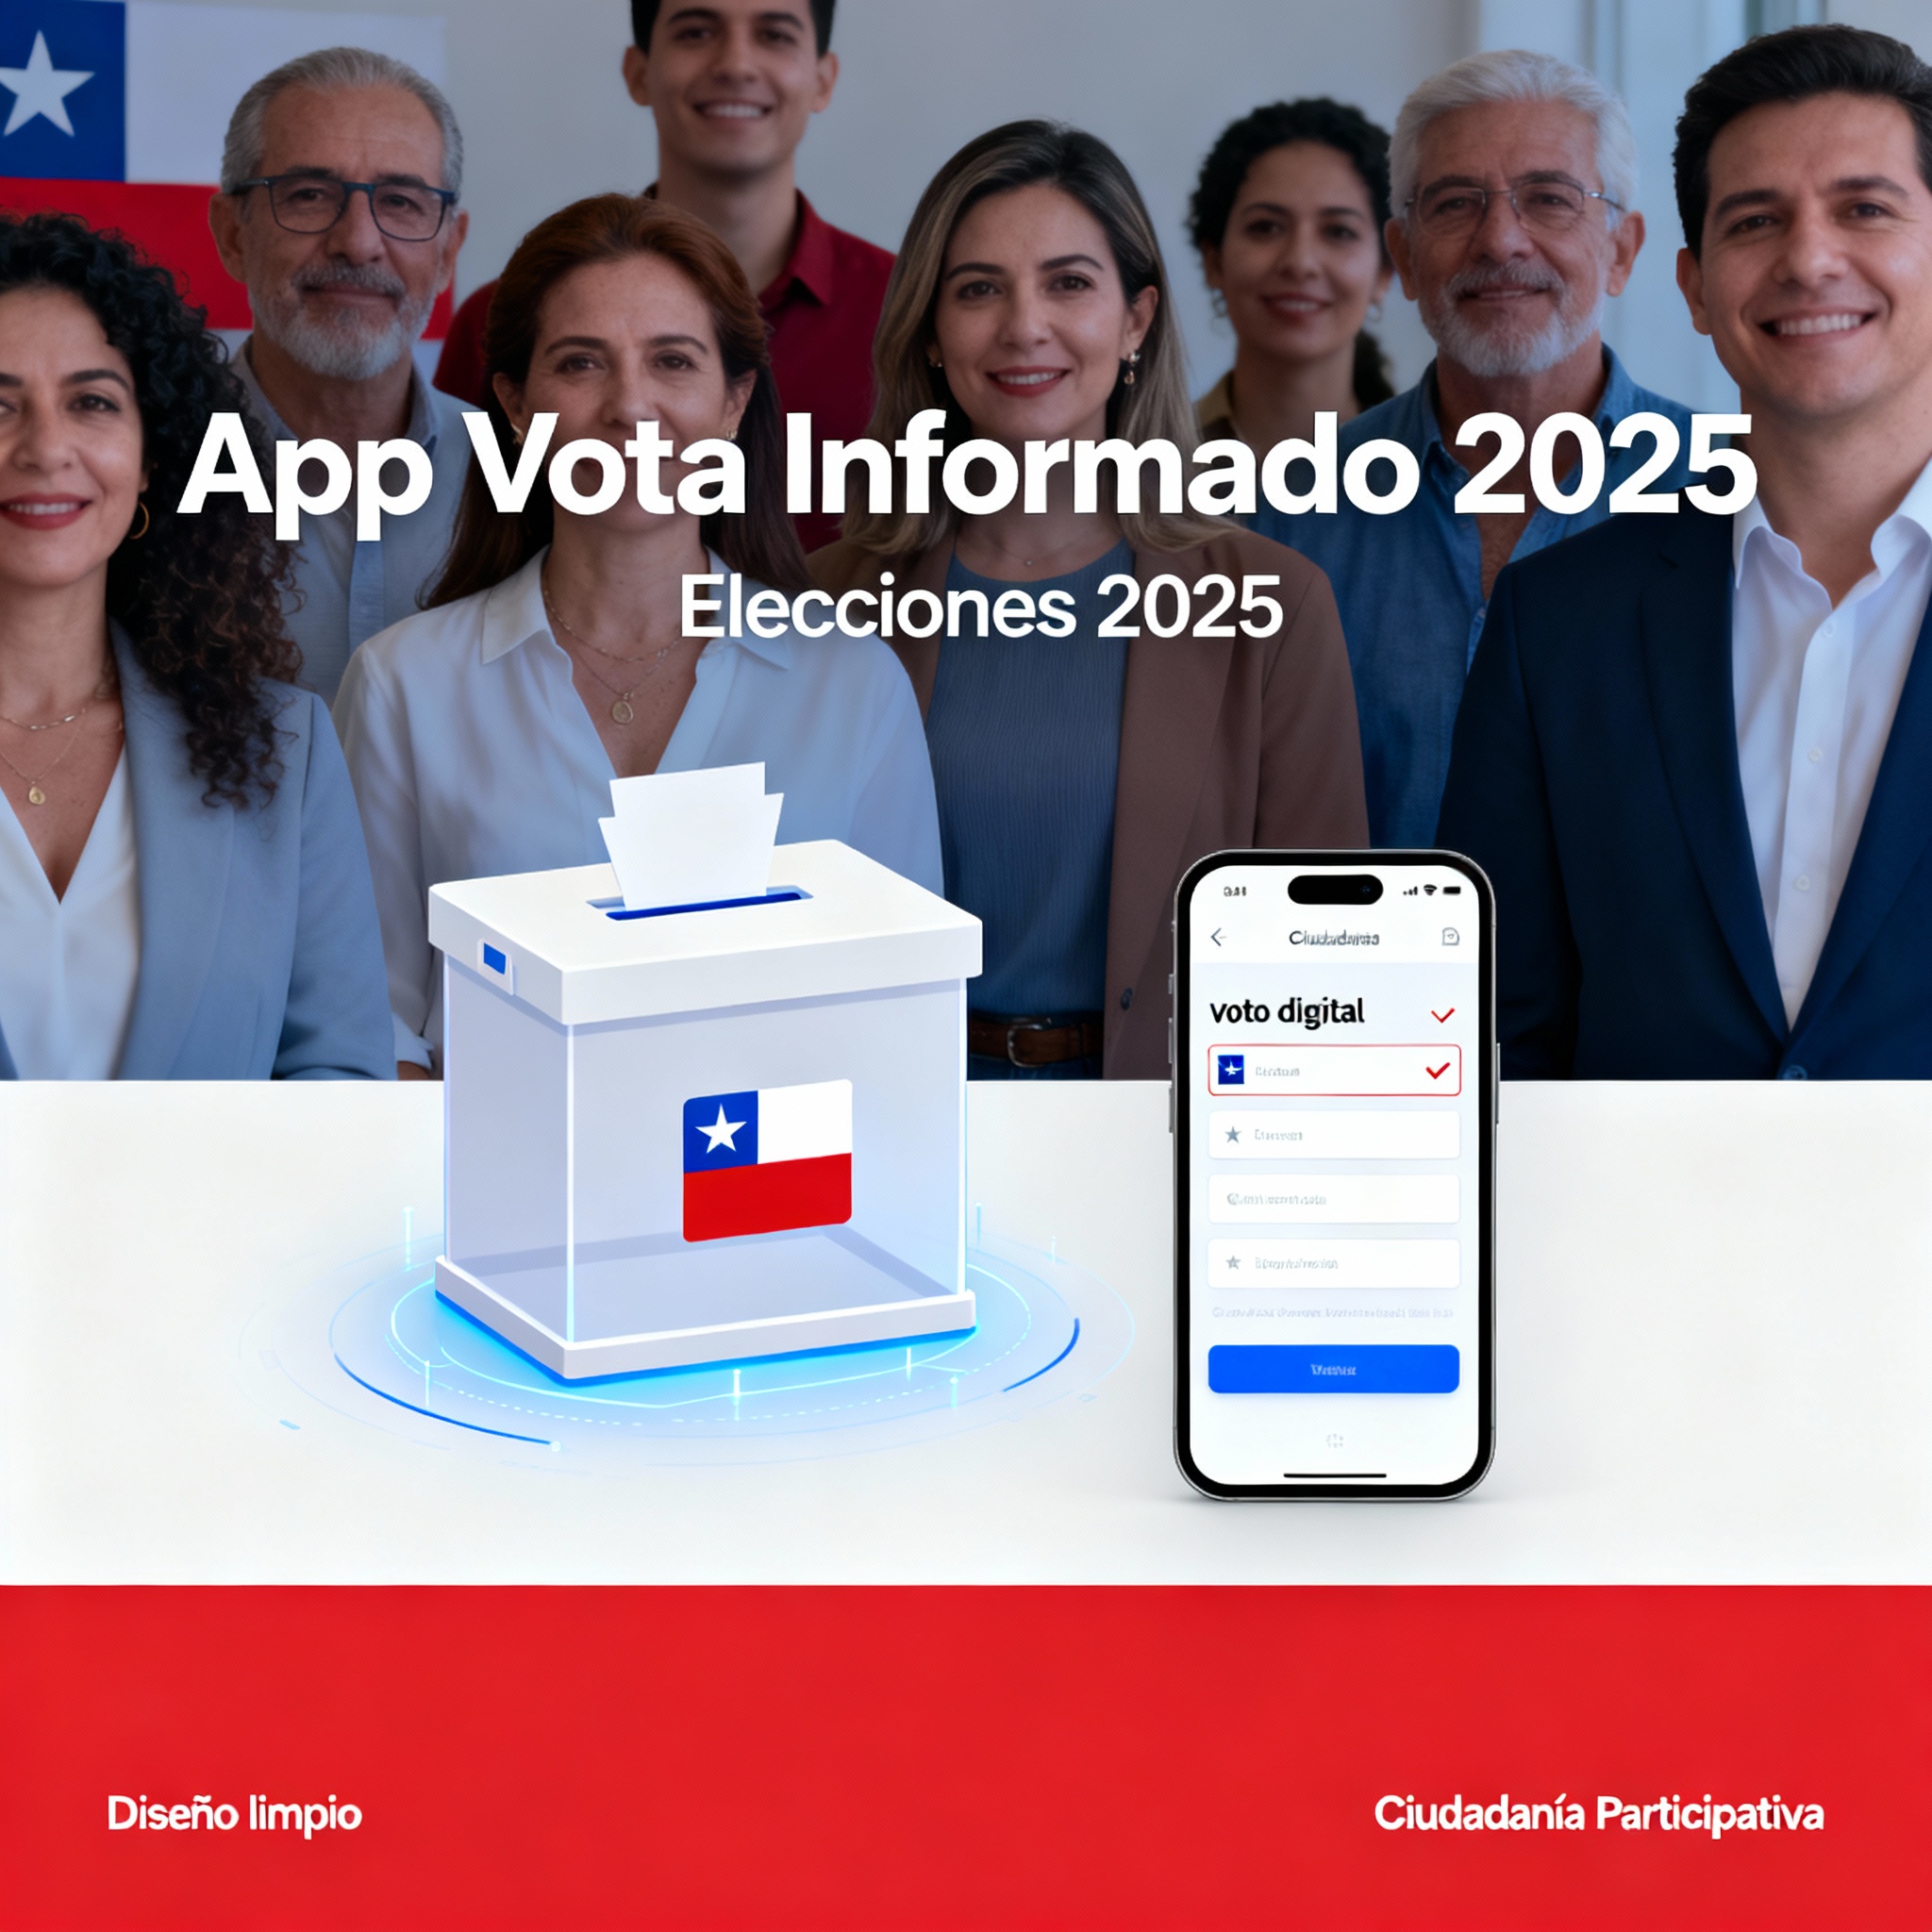 App Vota Informado 2025
Elecciones 2025
voto digital
Diseño limpio
Ciudadanía Participativa